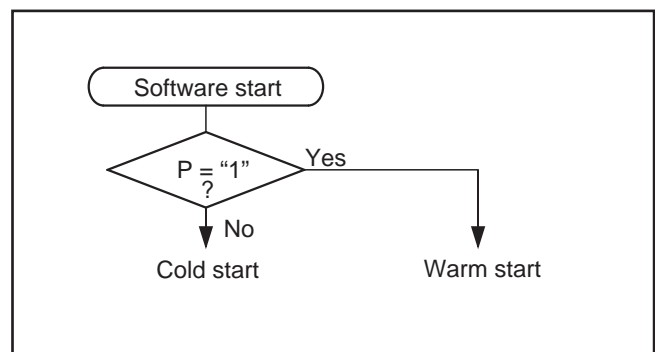 Software start
P = “1”
?
Yes
No
Cold start
Warm start